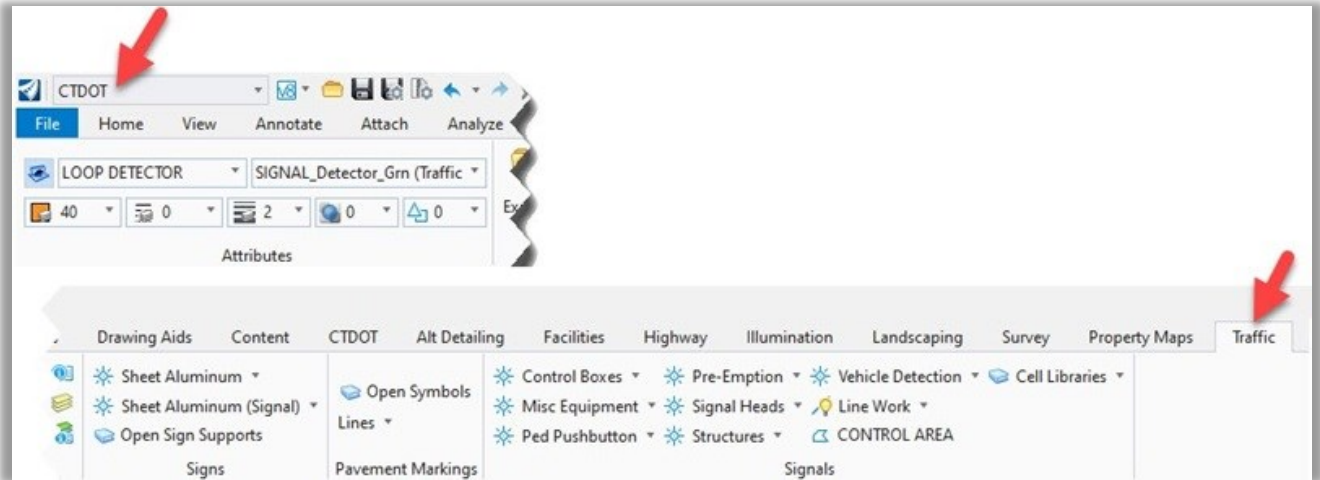 CTDOT
File Home View Annotate Attach Analyze
LOOP DETECTOR SIGNAL_Detector_Grn (Traffic
40 0 2 0 0
Attributes
Drawing Aids Content CTDOT Alt Detailing Facilities Highway Illumination Landscaping Survey Property Maps Traffic
Sheet Aluminum Open Symbols Control Boxes Pre-Emption Vehicle Detection Cell Libraries
Sheet Aluminum (Signal) Lines Misc Equipment Signal Heads Line Work
Open Sign Supports Ped Pushbutton Structures CONTROL AREA
Signs Pavement Markings Signals